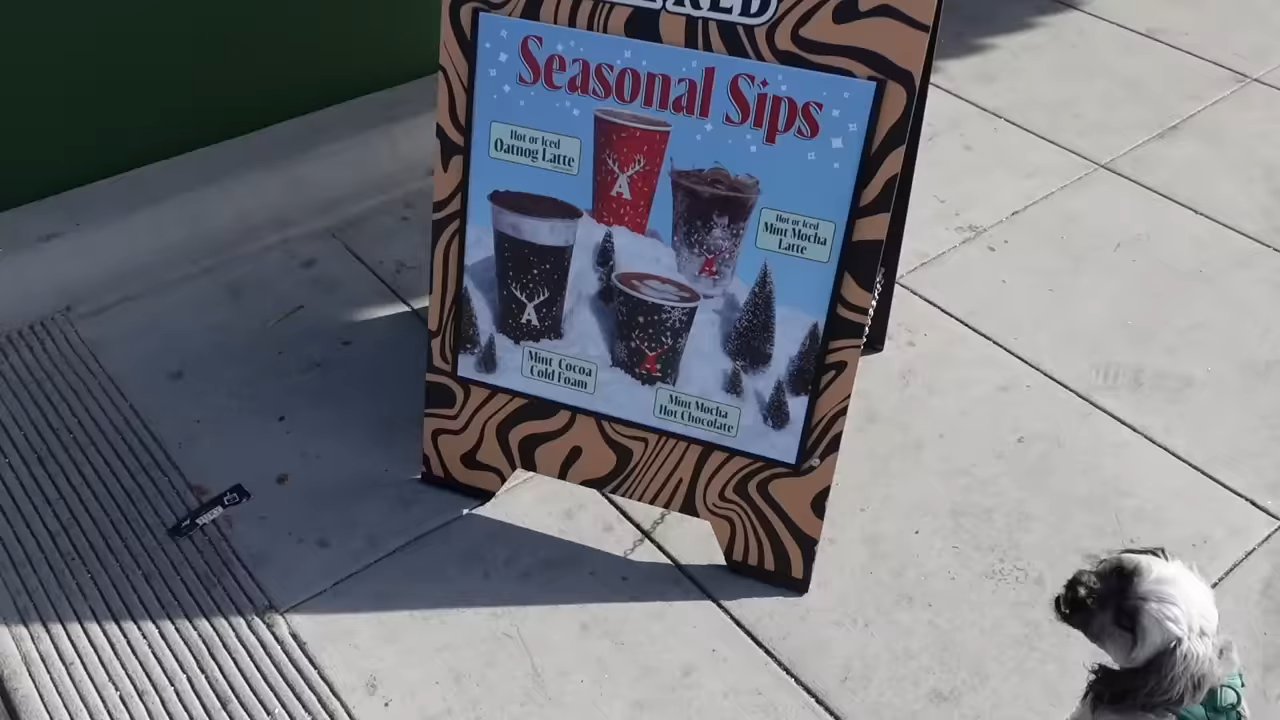 Seasonal Sips
Hot or Iced
Oatnog Latte
Hot or Iced
Mint Mocha
Latte
A
A
Mint Cocoa
Cold Foam
Mint Mocha
Hot Chocolate